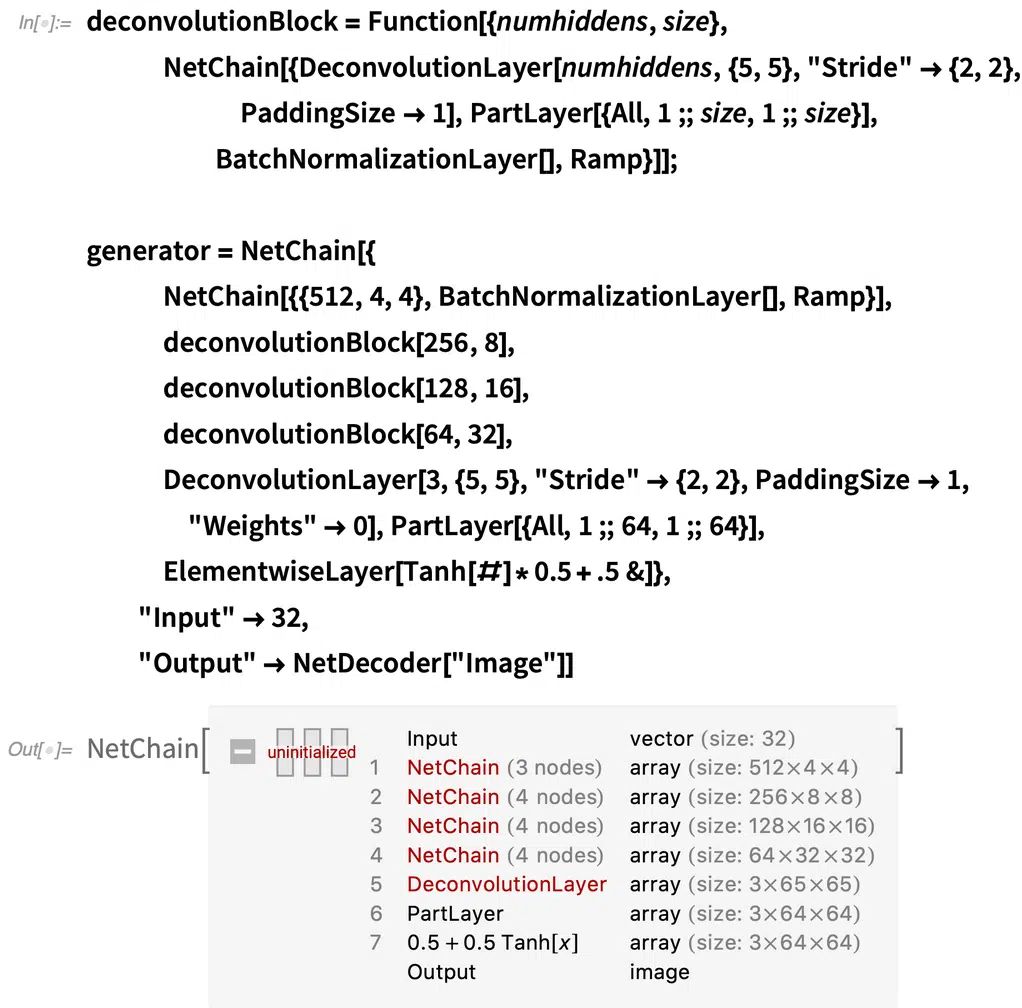 In[•]:= deconvolutionBlock = Function[{numhiddens, size},
NetChain[{DeconvolutionLayer[numhiddens, {5, 5}, "Stride" → {2, 2},
PaddingSize → 1], PartLayer[{All, 1 ;; size, 1 ;; size}],
BatchNormalizationLayer[], Ramp}]];
generator = NetChain[{
NetChain[{{512, 4, 4}, BatchNormalizationLayer[], Ramp}],
deconvolutionBlock[256, 8],
deconvolutionBlock[128, 16],
deconvolutionBlock[64, 32],
DeconvolutionLayer[3, {5, 5}, "Stride" → {2, 2}, PaddingSize → 1,
"Weights" → 0], PartLayer[{All, 1 ;; 64, 1 ;; 64}],
ElementwiseLayer[Tanh[#] * 0.5 + .5 &]},
"Input" → 32,
"Output" → NetDecoder["Image"]]
Out[•]= NetChain[ uninitialized ]
Input vector (size: 32)
1 NetChain (3 nodes) array (size: 512×4×4)
2 NetChain (4 nodes) array (size: 256×8×8)
3 NetChain (4 nodes) array (size: 128×16×16)
4 NetChain (4 nodes) array (size: 64×32×32)
5 DeconvolutionLayer array (size: 3×65×65)
6 PartLayer array (size: 3×64×64)
7 0.5 + 0.5 Tanh[x] array (size: 3×64×64)
Output image